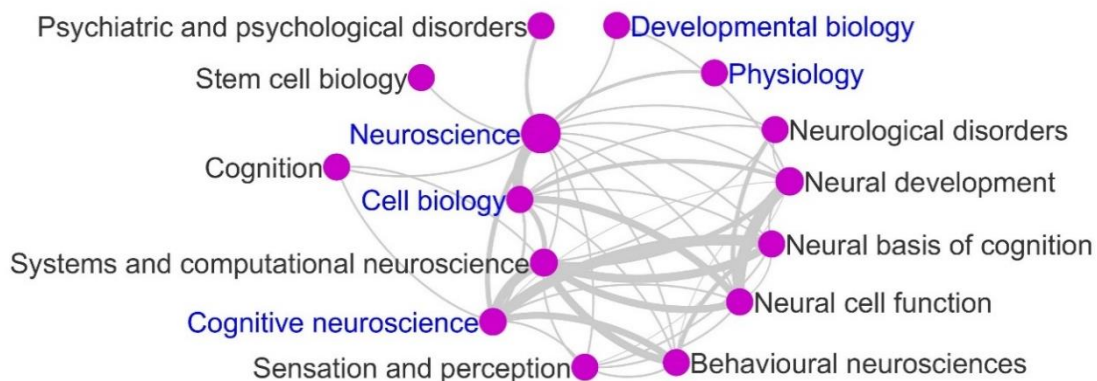 Psychiatric and psychological disorders
Developmental biology
Stem cell biology
Physiology
Neuroscience
Neurological disorders
Cognition
Neural development
Cell biology
Neural basis of cognition
Systems and computational neuroscience
Neural cell function
Cognitive neuroscience
Sensation and perception
Behavioural neurosciences